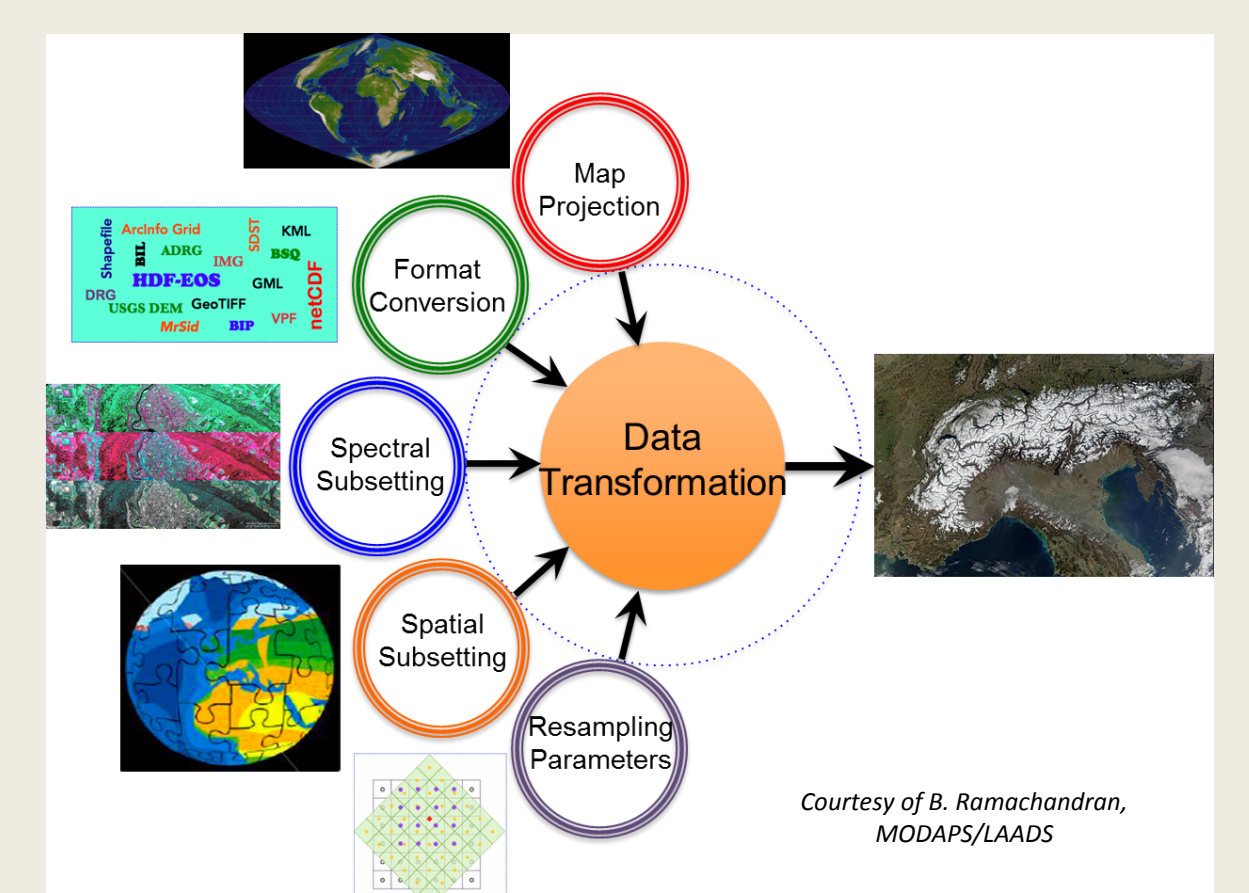 Map
Projection
Format
Conversion
Spectral
Subsetting
Spatial
Subsetting
Resampling
Parameters
Data
Transformation
Shapefile
ArcInfo Grid
BIL
ADRG
SDST
KML
IMG
BSQ
HDF-EOS
GML
DRG
USGS DEM
GeoTIFF
netCDF
MrSid
BIP
VPF
Courtesy of B. Ramachandran,
MODAPS/LAADS